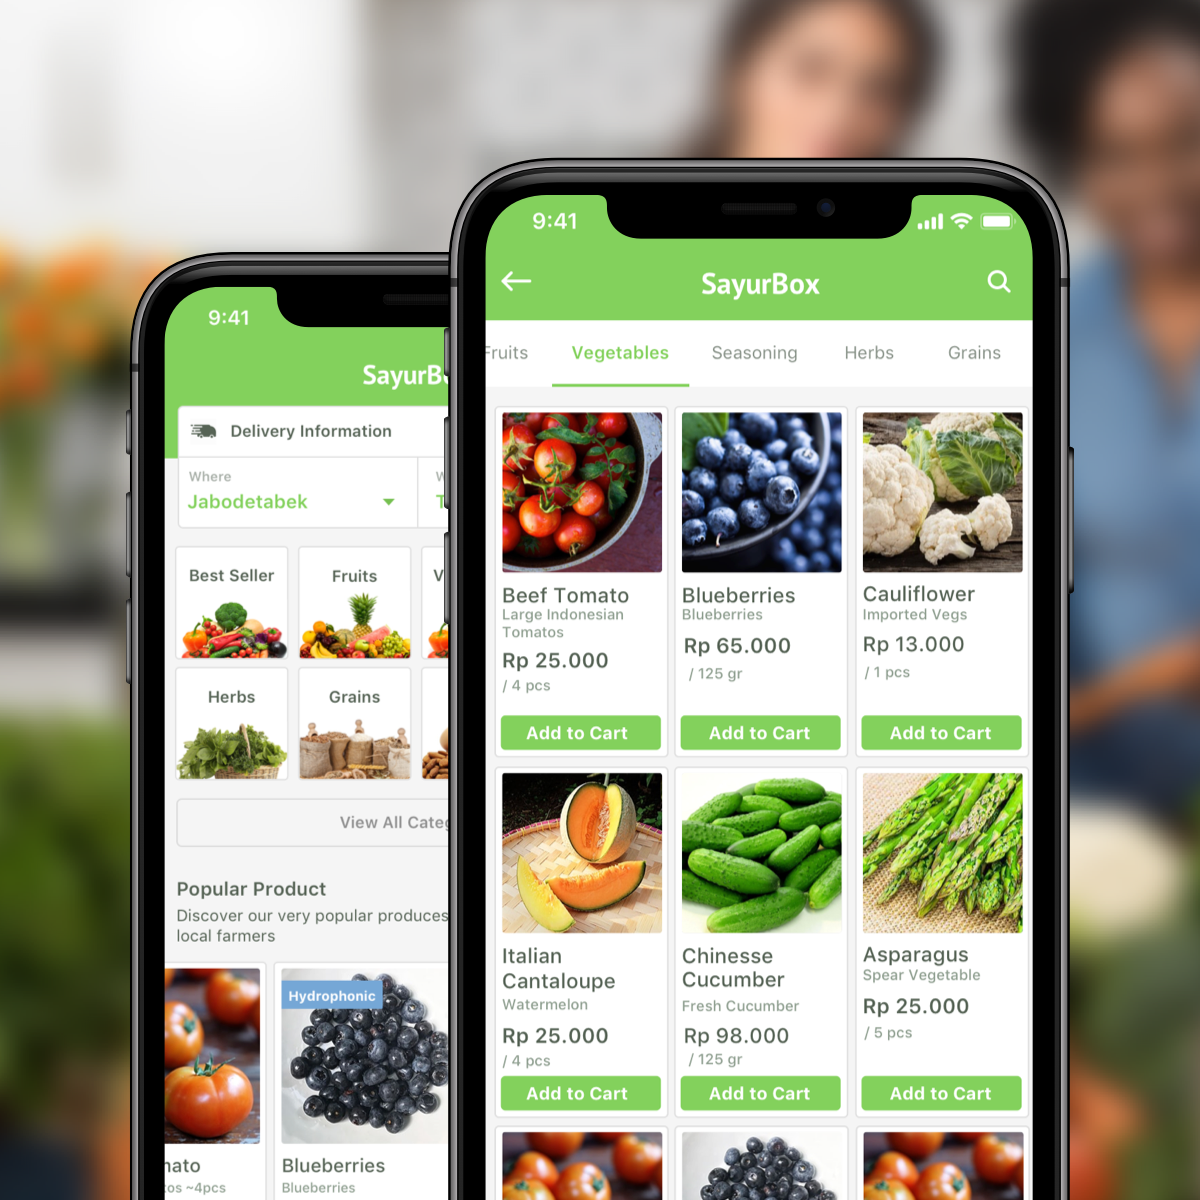 9:41
SayurB
Delivery Information
Where
Jabodetabek
Best Seller
Fruits
V
Herbs
Grains
View All Categ
Popular Product
Discover our very popular produces
local farmers
Hydrophonic
nato
tos ~4pcs
Blueberries
Blueberries
9:41
SayurBox
Fruits
Vegetables
Seasoning
Herbs
Grains
Beef Tomato
Large Indonesian
Tomatos
Rp 25.000
/ 4 pcs
Add to Cart
Blueberries
Blueberries
Rp 65.000
/ 125 gr
Add to Cart
Cauliflower
Imported Vegs
Rp 13.000
/ 1 pcs
Add to Cart
Italian
Cantaloupe
Watermelon
Rp 25.000
/ 4 pcs
Add to Cart
Chinesse
Cucumber
Fresh Cucumber
Rp 98.000
/ 125 gr
Add to Cart
Asparagus
Spear Vegetable
Rp 25.000
/ 5 pcs
Add to Cart